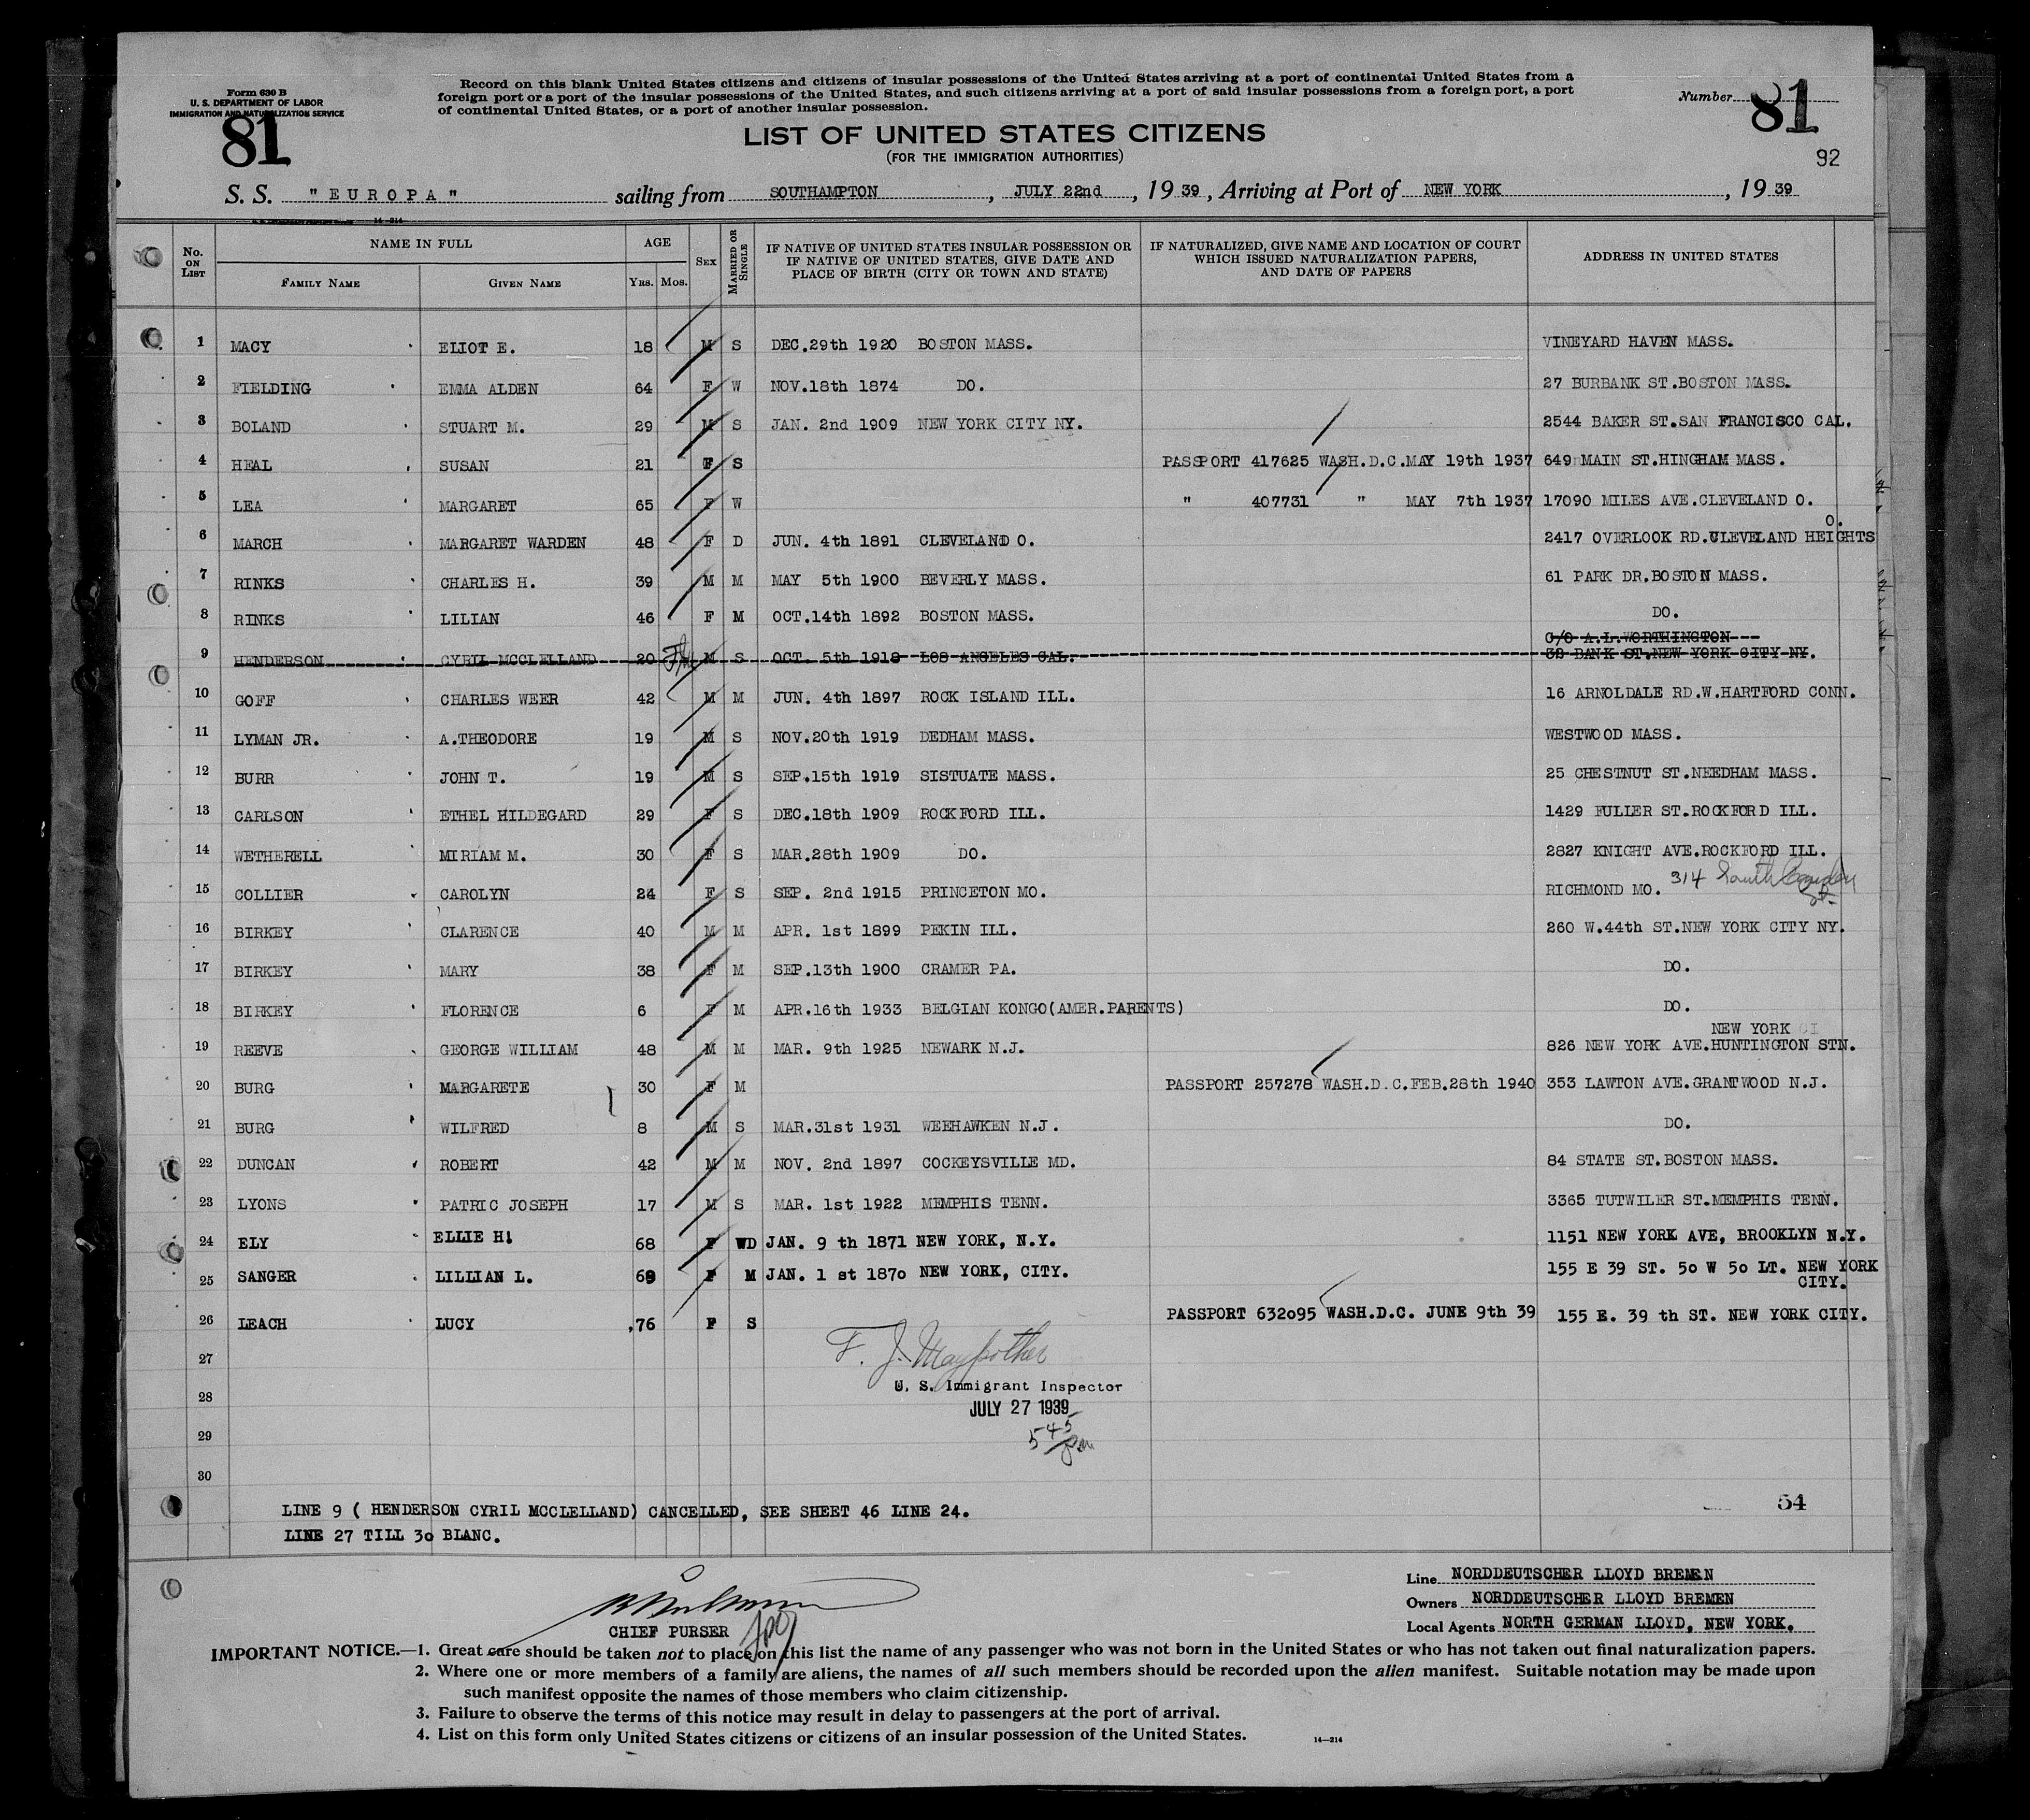 Form 630 B
U. S. DEPARTMENT OF LABOR
IMMIGRATION AND NATURALIZATION SERVICE
81
Record on this blank United States citizens and citizens of insular possessions of the United States arriving at a port of continental United States from a
foreign port or a port of the insular possessions of the United States, and such citizens arriving at a port of said insular possessions from a foreign port, a port
of continental United States, or a port of another insular possession.
Number 81
92
LIST OF UNITED STATES CITIZENS
(FOR THE IMMIGRATION AUTHORITIES)
S. S. "EUROPA" sailing from SOUTHAMPTON, JULY 22nd, 1939, Arriving at Port of NEW YORK, 1939
14-214
No. ON LIST NAME IN FULL FAMILY NAME GIVEN NAME AGE YRS. MOS. SEX MARRIED OR SINGLE IF NATIVE OF UNITED STATES INSULAR POSSESSION OR IF NATIVE OF UNITED STATES, GIVE DATE AND PLACE OF BIRTH (CITY OR TOWN AND STATE) IF NATURALIZED, GIVE NAME AND LOCATION OF COURT WHICH ISSUED NATURALIZATION PAPERS, AND DATE OF PAPERS ADDRESS IN UNITED STATES
1 MACY ELIOT E. 18 M S DEC.29th 1920 BOSTON MASS. VINEYARD HAVEN MASS.
2 FIELDING EMMA ALDEN 64 F W NOV.18th 1874 DO. 27 BURBANK ST.BOSTON MASS.
3 BOLAND STUART M. 29 M S JAN. 2nd 1909 NEW YORK CITY NY. 2544 BAKER ST.SAN FRANCISCO CAL.
4 HEAL SUSAN 21 F S PASSPORT 417625 WASH.D.C.MAY 19th 1937 649 MAIN ST.HINGHAM MASS.
5 LEA MARGARET 65 F W " 407731 " MAY 7th 1937 17090 MILES AVE.CLEVELAND O.
6 MARCH MARGARET WARDEN 48 F D JUN. 4th 1891 CLEVELAND O. 2417 OVERLOOK RD.CLEVELAND HEIGHTS O.
7 RINKS CHARLES H. 39 M M MAY 5th 1900 BEVERLY MASS. 61 PARK DR.BOSTON MASS.
8 RINKS LILIAN 46 F M OCT.14th 1892 BOSTON MASS. DO.
9 HENDERSON CYRIL MCCLELLAND 20 M S OCT. 5th 1918 LOS ANGELES CAL. C/O A.L.WORTHINGTON
38 BANK ST.NEW YORK CITY NY.
10 GOFF CHARLES WEER 42 M M JUN. 4th 1897 ROCK ISLAND ILL. 16 ARNOLDALE RD.W.HARTFORD CONN.
11 LYMAN JR. A.THEODORE 19 M S NOV.20th 1919 DEDHAM MASS. WESTWOOD MASS.
12 BURR JOHN T. 19 M S SEP.15th 1919 SISTUATE MASS. 25 CHESTNUT ST.NEEDHAM MASS.
13 CARLSON ETHEL HILDEGARD 29 F S DEC.18th 1909 ROCKFORD ILL. 1429 FULLER ST.ROCKFORD ILL.
14 WETHERELL MIRIAM M. 30 F S MAR.28th 1909 DO. 2827 KNIGHT AVE.ROCKFORD ILL.
15 COLLIER CAROLYN 24 F S SEP. 2nd 1915 PRINCETON MO. RICHMOND MO. 314 South St.
16 BIRKEY CLARENCE 40 M M APR. 1st 1899 PEKIN ILL. 260 W.44th ST.NEW YORK CITY NY.
17 BIRKEY MARY 38 F M SEP.13th 1900 CRAMER PA. DO.
18 BIRKEY FLORENCE 6 F M APR.16th 1933 BELGIAN KONGO(AMER.PARENTS) DO.
19 REEVE GEORGE WILLIAM 48 M M MAR. 9th 1925 NEWARK N.J. NEW YORK CI
826 NEW YORK AVE.HUNTINGTON STN.
20 BURG MARGARETE 30 F M PASSPORT 257278 WASH.D.C.FEB.28th 1940 353 LAWTON AVE.GRANTWOOD N.J.
21 BURG WILFRED 8 M S MAR.31st 1931 WEEHAWKEN N.J. DO.
22 DUNCAN ROBERT 42 M M NOV. 2nd 1897 COCKEYSVILLE MD. 84 STATE ST.BOSTON MASS.
23 LYONS PATRIC JOSEPH 17 M S MAR. 1st 1922 MEMPHIS TENN. 3365 TUTWILER ST.MEMPHIS TENN.
24 ELY ELLIE H. 68 F WD JAN. 9 th 1871 NEW YORK, N.Y. 1151 NEW YORK AVE, BROOKLYN N.Y.
25 SANGER LILLIAN L. 69 F M JAN. 1 st 1870 NEW YORK, CITY. 155 E 39 ST. 50 W 50 LT. NEW YORK CITY.
26 LEACH LUCY 76 F S PASSPORT 632095 WASH.D.C. JUNE 9th 39 155 E. 39 th ST. NEW YORK CITY.
27
F. J. Maypother
28
U. S. Immigrant Inspector
JULY 27 1939
29
5 45 pm
30
LINE 9 ( HENDERSON CYRIL MCCLELLAND) CANCELLED, SEE SHEET 46 LINE 24.
54
LINE 27 TILL 30 BLANC.
Line NORDDEUTSCHER LLOYD BREMEN
Owners NORDDEUTSCHER LLOYD BREMEN
Local Agents NORTH GERMAN LLOYD, NEW YORK.
CHIEF PURSER
IMPORTANT NOTICE.—1. Great care should be taken not to place on this list the name of any passenger who was not born in the United States or who has not taken out final naturalization papers.
2. Where one or more members of a family are aliens, the names of all such members should be recorded upon the alien manifest. Suitable notation may be made upon
such manifest opposite the names of those members who claim citizenship.
3. Failure to observe the terms of this notice may result in delay to passengers at the port of arrival.
4. List on this form only United States citizens or citizens of an insular possession of the United States.
14—214